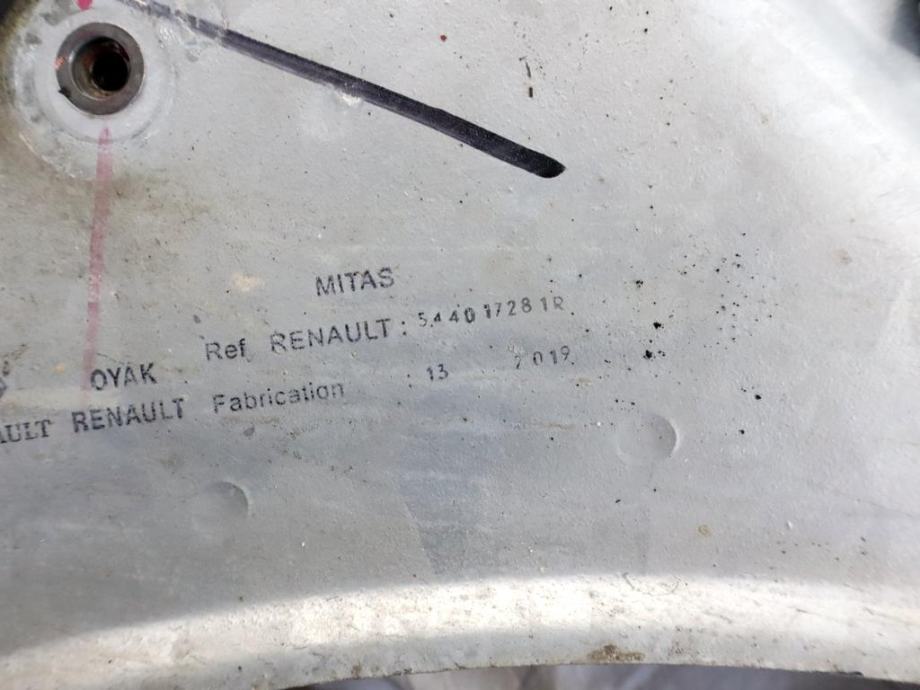 MITAS
Ref RENAULT: 544017281R
OYAK
RENAULT Fabrication : 13 2019